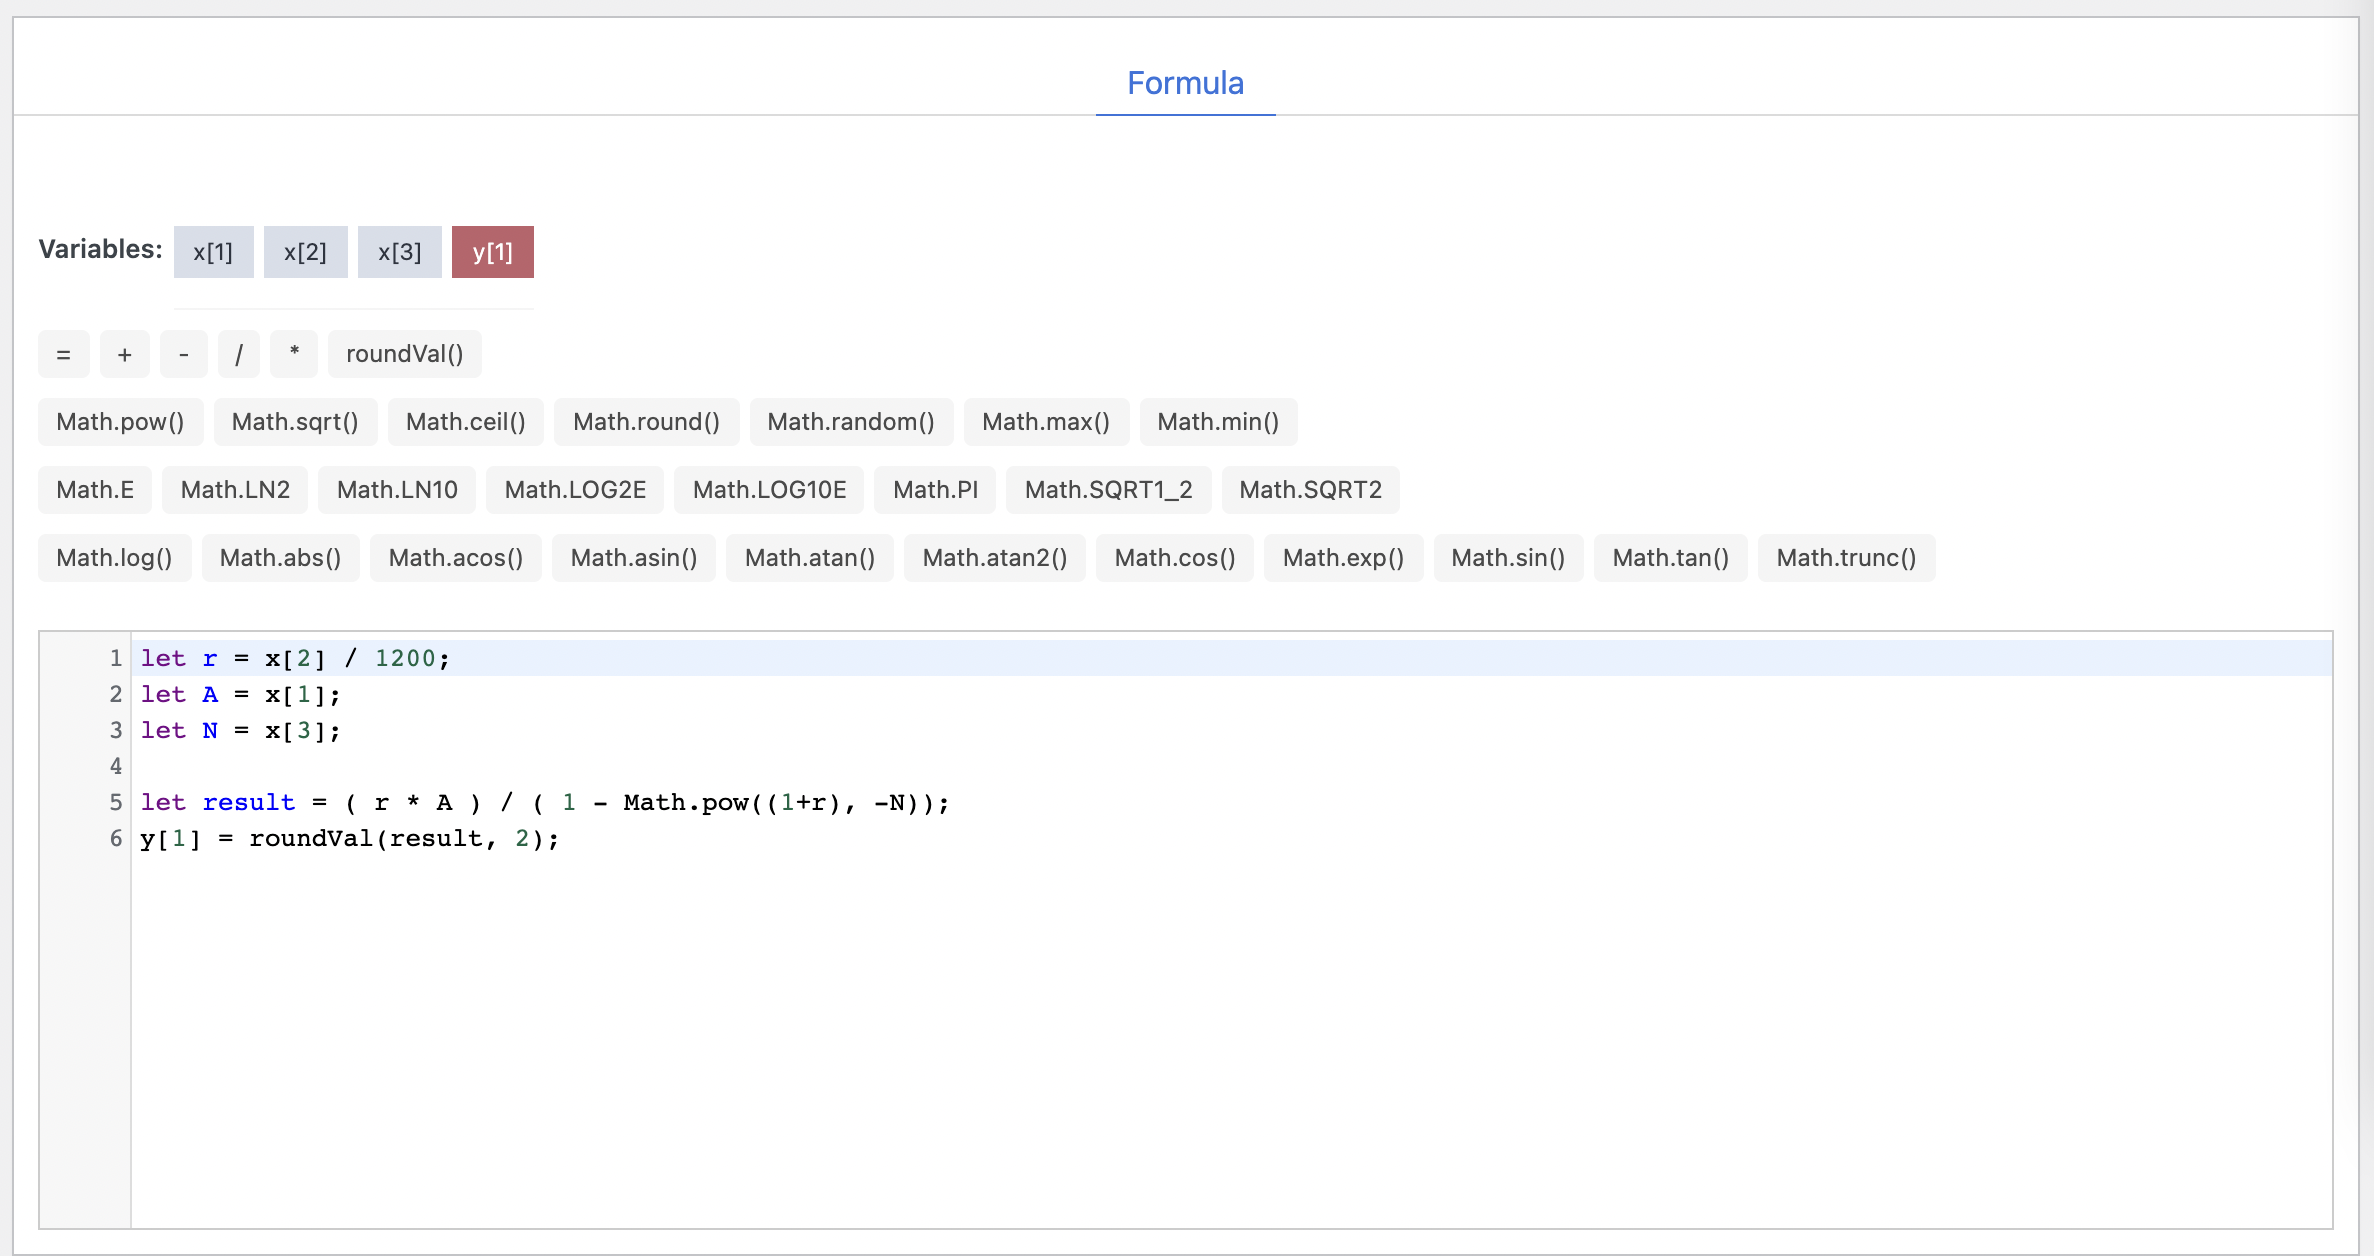 Formula
Variables: x[1] x[2] x[3] y[1]
= + - / * roundVal()
Math.pow() Math.sqrt() Math.ceil() Math.round() Math.random() Math.max() Math.min()
Math.E Math.LN2 Math.LN10 Math.LOG2E Math.LOG10E Math.PI Math.SQRT1_2 Math.SQRT2
Math.log() Math.abs() Math.acos() Math.asin() Math.atan() Math.atan2() Math.cos() Math.exp() Math.sin() Math.tan() Math.trunc()
1 let r = x[2] / 1200;
2 let A = x[1];
3 let N = x[3];
4
5 let result = ( r * A ) / ( 1 - Math.pow((1+r), -N));
6 y[1] = roundVal(result, 2);